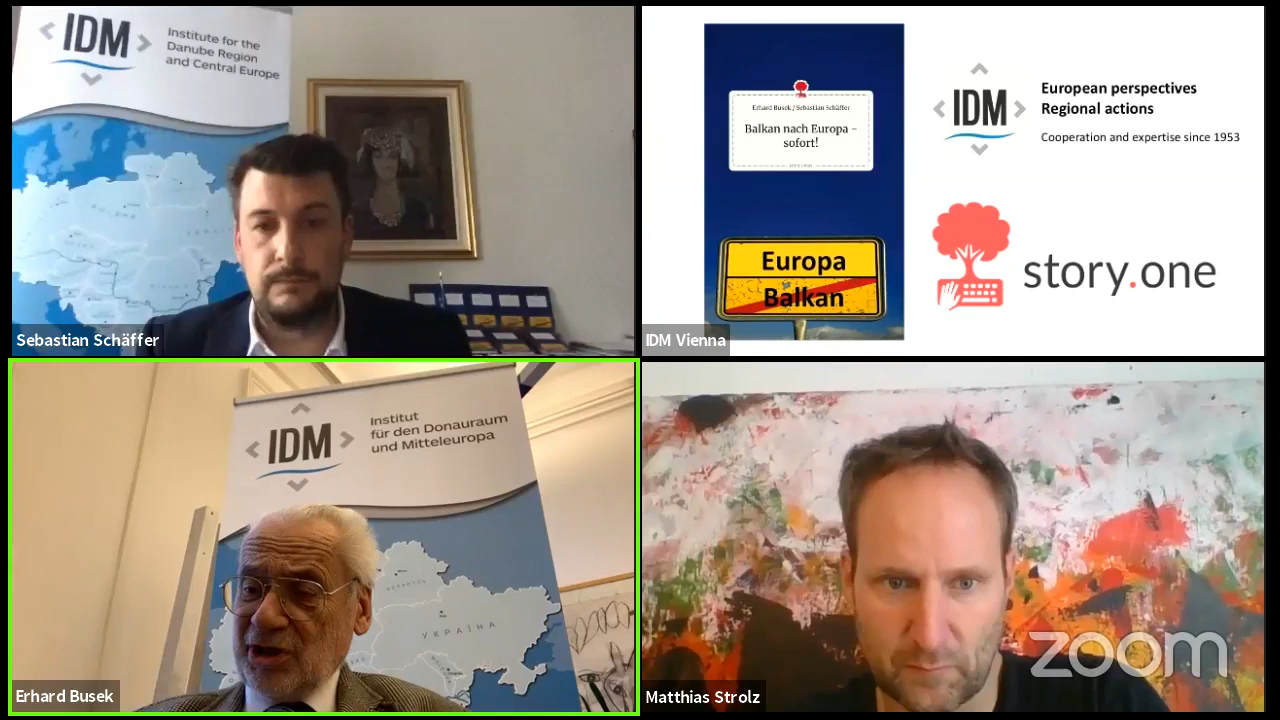 IDM
Institute for the
Danube Region
and Central Europe
Sebastian Schäffer
Erhard Busek / Sebastian Schäffer
Balkan nach Europa –
sofort!
Europa
Balkan
IDM
European perspectives
Regional actions
Cooperation and expertise since 1953
story.one
IDM Vienna
IDM
Institut
für den Donauraum
und Mitteleuropa
УКРАЇНА
Erhard Busek
Matthias Strolz
zoom